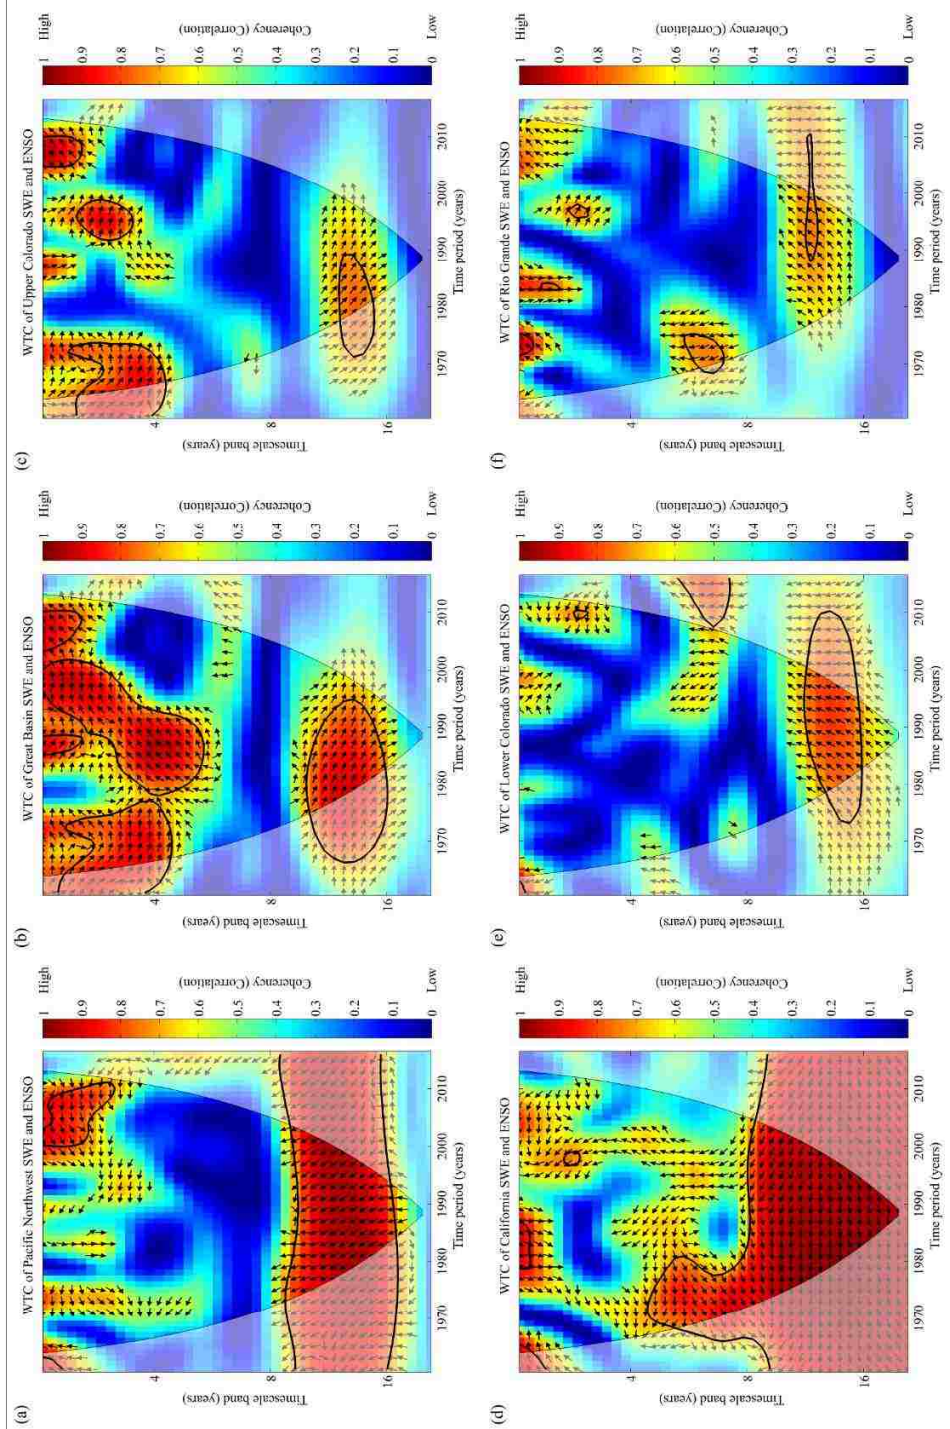 (a)
WTC of Pacific Northwest SWE and ENSO
Timescale band (years)
4
8
16
1970
1980
1990
2000
2010
Time period (years)
High
1
0.9
0.8
0.7
0.6
0.5
0.4
0.3
0.2
0.1
0
Low
Coherency (Correlation)
(b)
WTC of Great Basin SWE and ENSO
Timescale band (years)
4
8
16
1970
1980
1990
2000
2010
Time period (years)
High
1
0.9
0.8
0.7
0.6
0.5
0.4
0.3
0.2
0.1
0
Low
Coherency (Correlation)
(c)
WTC of Upper Colorado SWE and ENSO
Timescale band (years)
4
8
16
1970
1980
1990
2000
2010
Time period (years)
High
1
0.9
0.8
0.7
0.6
0.5
0.4
0.3
0.2
0.1
0
Low
Coherency (Correlation)
(d)
WTC of California SWE and ENSO
Timescale band (years)
4
8
16
1970
1980
1990
2000
2010
Time period (years)
High
1
0.9
0.8
0.7
0.6
0.5
0.4
0.3
0.2
0.1
0
Low
Coherency (Correlation)
(e)
WTC of Lower Colorado SWE and ENSO
Timescale band (years)
4
8
16
1970
1980
1990
2000
2010
Time period (years)
High
1
0.9
0.8
0.7
0.6
0.5
0.4
0.3
0.2
0.1
0
Low
Coherency (Correlation)
(f)
WTC of Rio Grande SWE and ENSO
Timescale band (years)
4
8
16
1970
1980
1990
2000
2010
Time period (years)
High
1
0.9
0.8
0.7
0.6
0.5
0.4
0.3
0.2
0.1
0
Low
Coherency (Correlation)